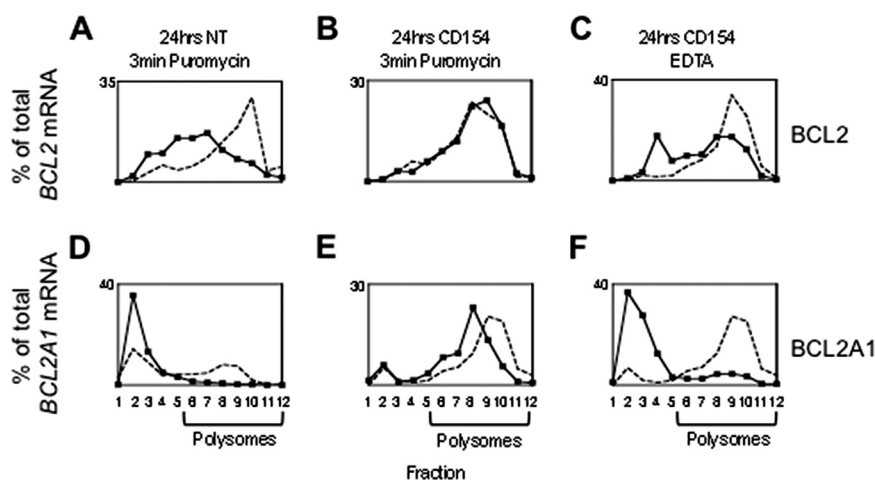 A
24hrs NT
3min Puromycin
35
% of total
BCL2 mRNA
B
24hrs CD154
3min Puromycin
30
C
24hrs CD154
EDTA
40
BCL2
D
40
% of total
BCL2A1 mRNA
1 2 3 4 5 6 7 8 9 10 11 12
Polysomes
E
30
1 2 3 4 5 6 7 8 9 10 11 12
Polysomes
F
40
BCL2A1
1 2 3 4 5 6 7 8 9 10 11 12
Polysomes
Fraction